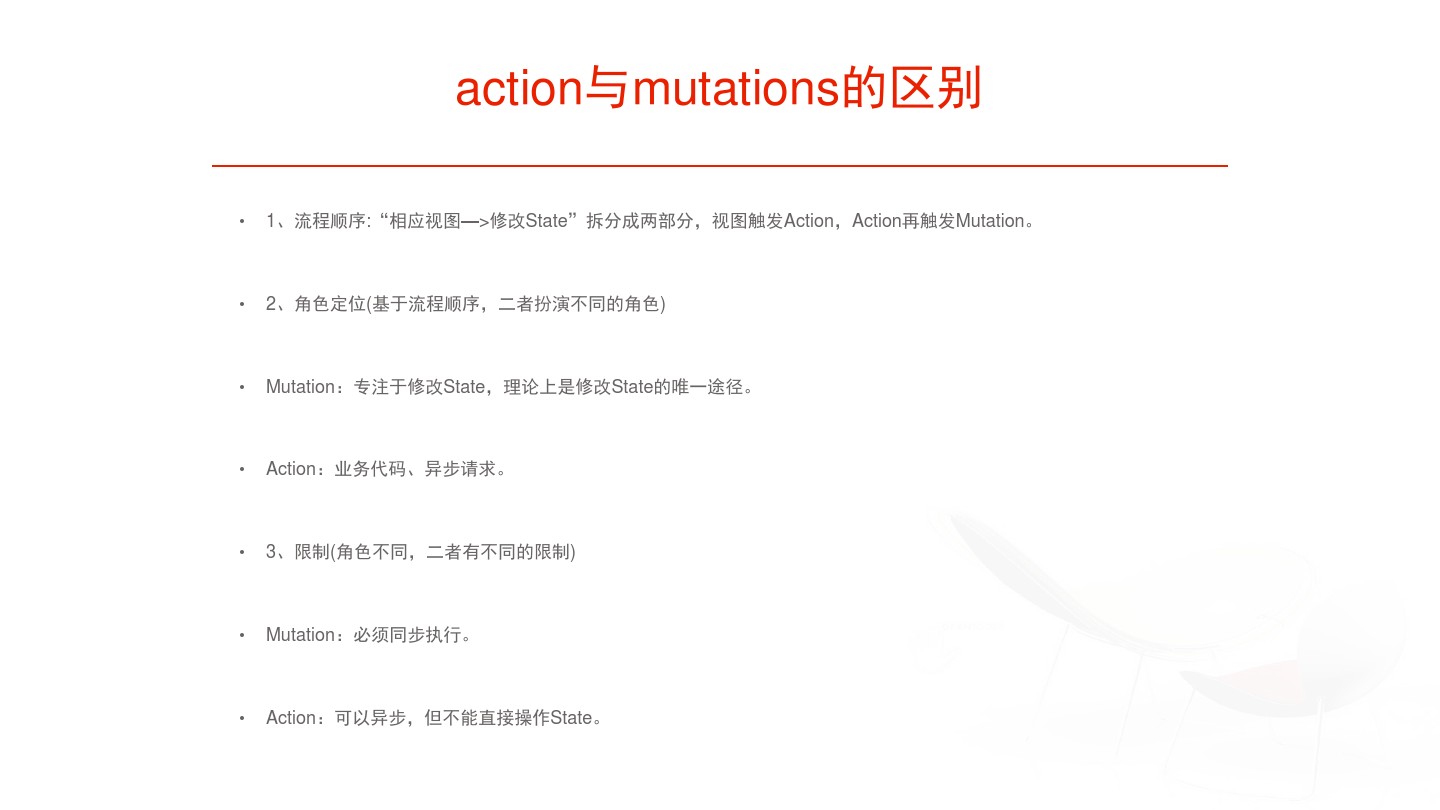 action与mutations的区别
• 1、流程顺序:“相应视图—>修改State”拆分成两部分，视图触发Action，Action再触发Mutation。
• 2、角色定位(基于流程顺序，二者扮演不同的角色)
• Mutation：专注于修改State，理论上是修改State的唯一途径。
• Action：业务代码、异步请求。
• 3、限制(角色不同，二者有不同的限制)
• Mutation：必须同步执行。
• Action：可以异步，但不能直接操作State。